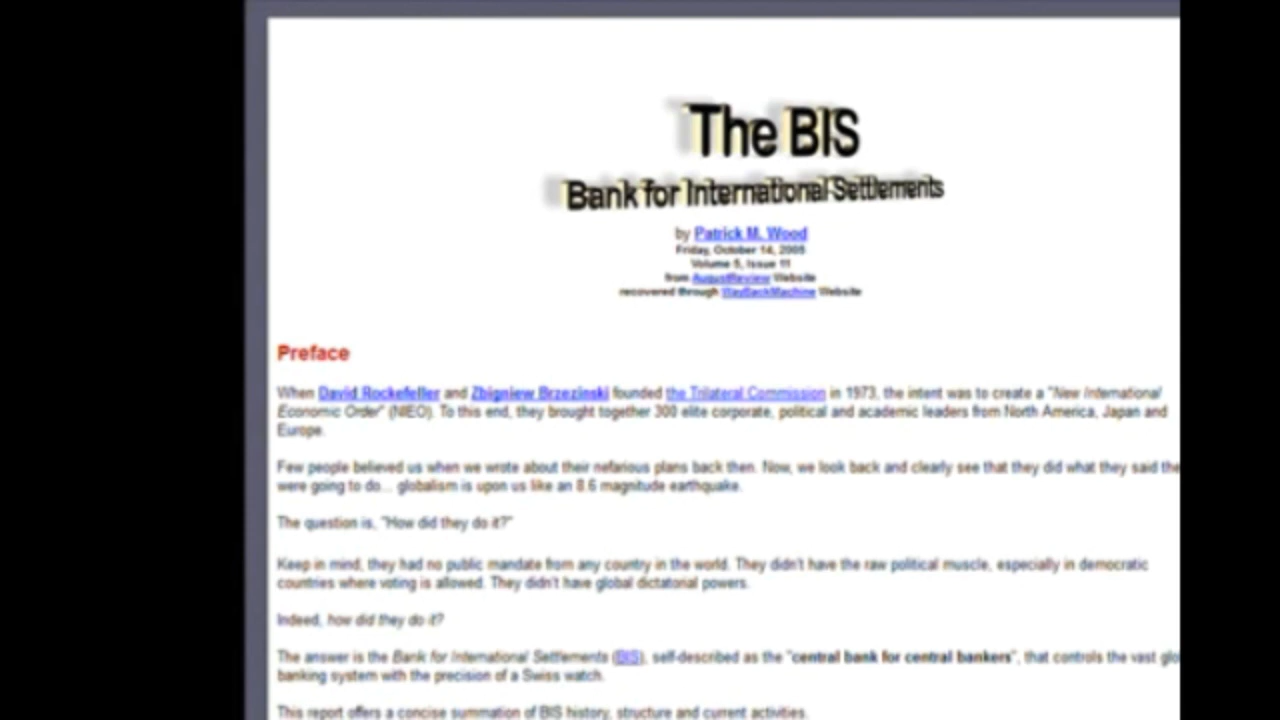 The BIS
Bank for International Settlements
by Patrick M. Wood
Friday, October 14, 2005
Volume 5, Issue 11
from AugustReview Website
recovered through WayBackMachine Website
Preface
When David Rockefeller and Zbigniew Brzezinski founded the Trilateral Commission in 1973, the intent was to create a "New International
Economic Order" (NIEO). To this end, they brought together 300 elite corporate, political and academic leaders from North America, Japan and
Europe.
Few people believed us when we wrote about their nefarious plans back then. Now, we look back and clearly see that they did what they said the
were going to do... globalism is upon us like an 8.6 magnitude earthquake.
The question is, "How did they do it?"
Keep in mind, they had no public mandate from any country in the world. They didn't have the raw political muscle, especially in democratic
countries where voting is allowed. They didn't have global dictatorial powers.
Indeed, how did they do it?
The answer is the Bank for International Settlements (BIS), self-described as the "central bank for central bankers", that controls the vast glo
banking system with the precision of a Swiss watch.
This report offers a concise summation of BIS history, structure and current activities.